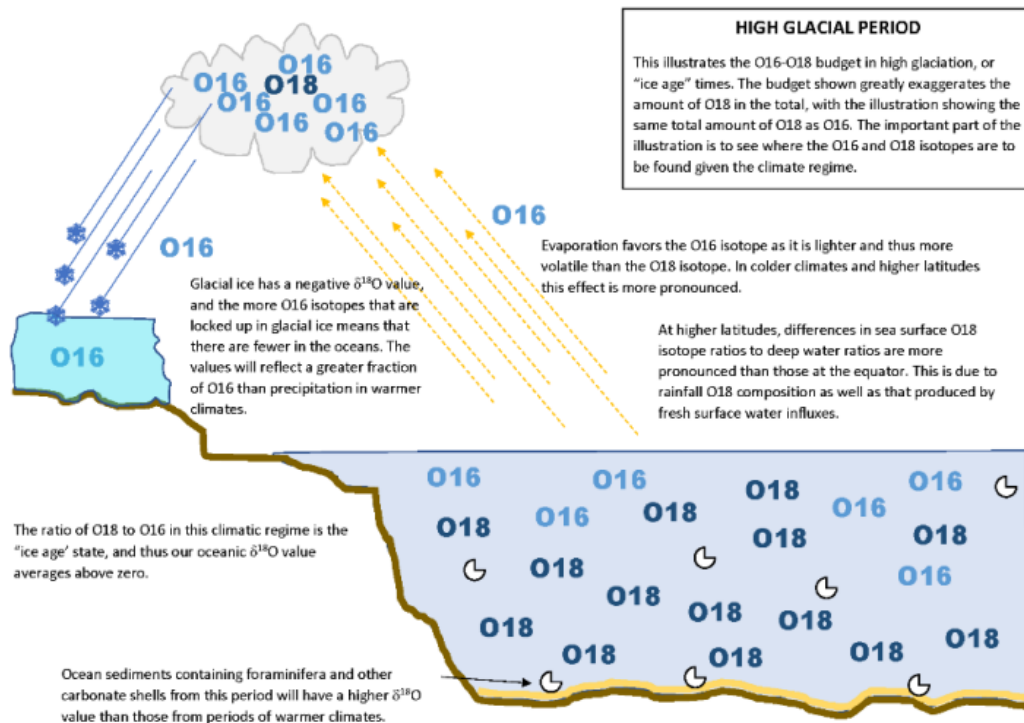 HIGH GLACIAL PERIOD
This illustrates the O16-O18 budget in high glaciation, or
“ice age” times. The budget shown greatly exaggerates the
amount of O18 in the total, with the illustration showing the
same total amount of O18 as O16. The important part of the
illustration is to see where the O16 and O18 isotopes are to
be found given the climate regime.
O16
O16
O18
O16
O16
O16
O16
O16
O16
Evaporation favors the O16 isotope as it is lighter and thus more
volatile than the O18 isotope. In colder climates and higher latitudes
this effect is more pronounced.
Glacial ice has a negative δ¹⁸O value,
and the more O16 isotopes that are
locked up in glacial ice means that
there are fewer in the oceans. The
values will reflect a greater fraction
of O16 than precipitation in warmer
climates.
O16
At higher latitudes, differences in sea surface O18
isotope ratios to deep water ratios are more
pronounced than those at the equator. This is due to
rainfall O18 composition as well as that produced by
fresh surface water influxes.
O16
O16
O18
O16
O18
O16
O18
O16
O18
O18
O18
O16
O18
O18
O18
O18
O18
O18
O18
O18
O18
The ratio of O18 to O16 in this climatic regime is the
“ice age’ state, and thus our oceanic δ¹⁸O value
averages above zero.
Ocean sediments containing foraminifera and other
carbonate shells from this period will have a higher δ¹⁸O
value than those from periods of warmer climates.